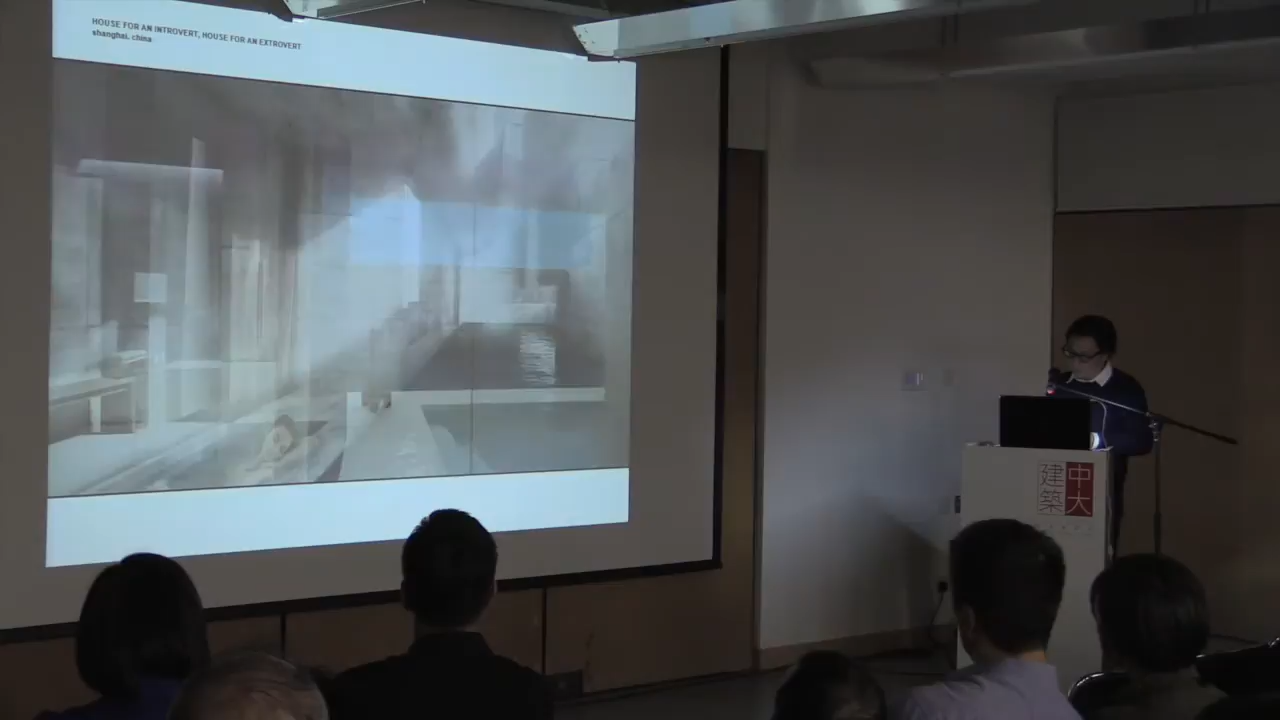 HOUSE FOR AN INTROVERT, HOUSE FOR AN EXTROVERT
shanghai, china
建築
中大